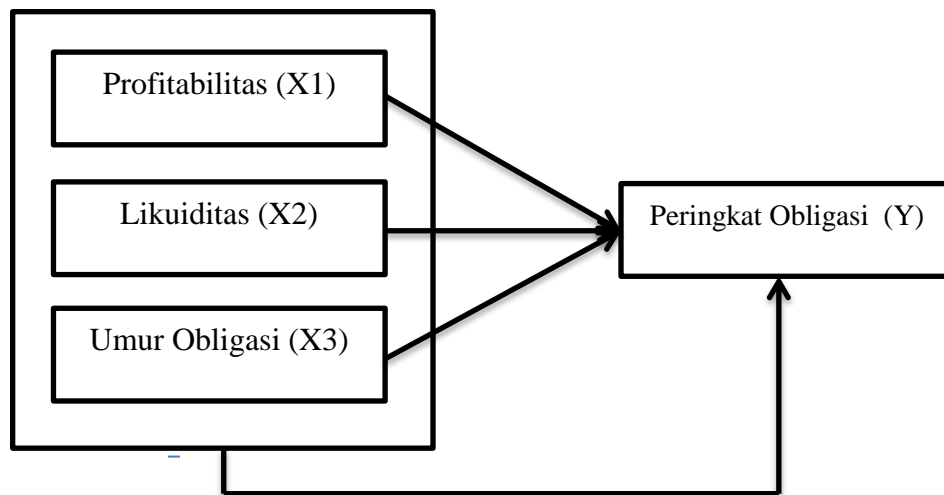 Profitabilitas (X1)
Likuiditas (X2)
Peringkat Obligasi (Y)
Umur Obligasi (X3)